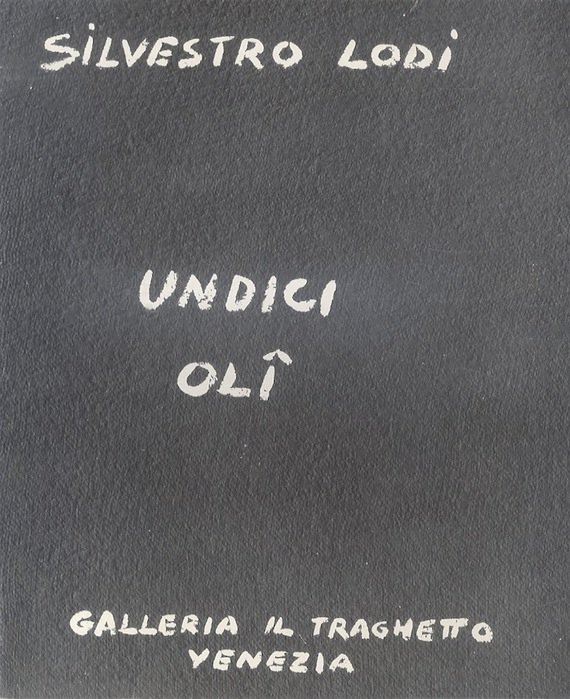 SiLVESTRO LODi
UNDICI
OLÎ
GALLERIA IL TRAGHETTO
VENEZIA